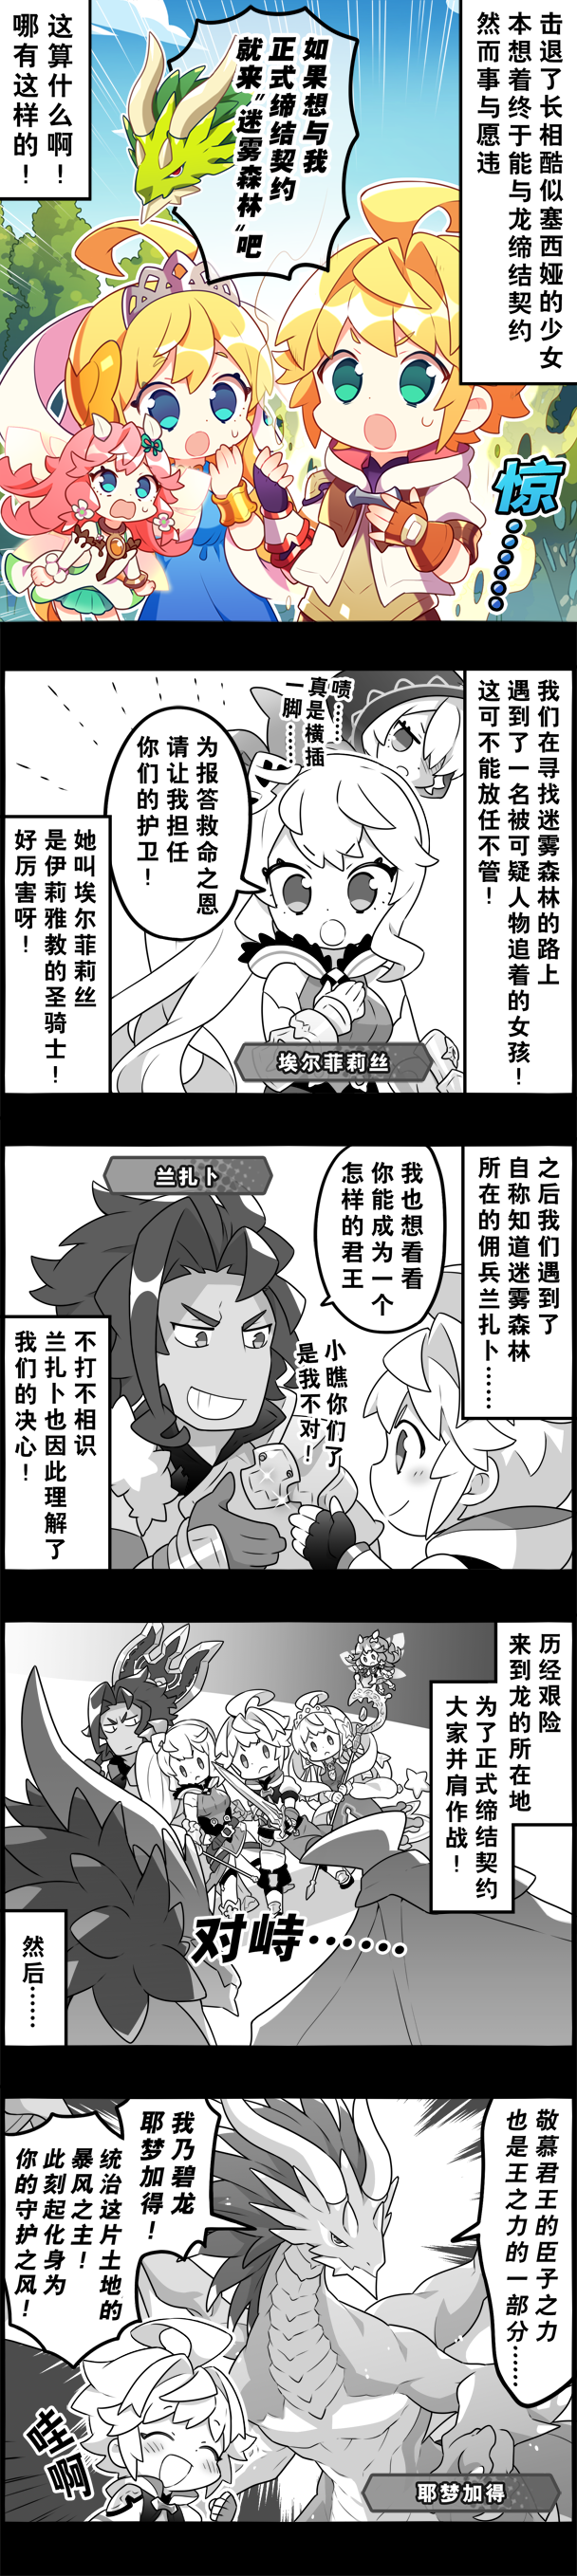 击退了长相酷似塞西娅的少女
本想着终于能与龙缔结契约
然而事与愿违
如果想与我
正式缔结契约
就来“迷雾森林”吧
这算什么啊！
哪有这样的！
惊……
我们在寻找迷雾森林的路上
遇到了一名被可疑人物追着的女孩！
这可不能放任不管！
啧……
真是横插
一脚……
为报答救命之恩
请让我担任
你们的护卫！
埃尔菲莉丝
她叫埃尔菲莉丝
是伊莉雅教的圣骑士！
好厉害呀！
之后我们遇到了
自称知道迷雾森林
所在的佣兵兰扎卜……
我也想看看
你能成为一个
怎样的君王
兰扎卜
小瞧你们了
是我不对！
不打不相识
兰扎卜也因此理解了
我们的决心！
历经艰险
来到龙的所在地
为了正式缔结契约
大家并肩作战！
对峙……
然后……
敬慕君王的臣子之力
也是王之力的一部分……
我乃碧龙
耶梦加得！
统治这片土地的
暴风之主！
此刻起化身为
你的守护之风！
哇啊
耶梦加得